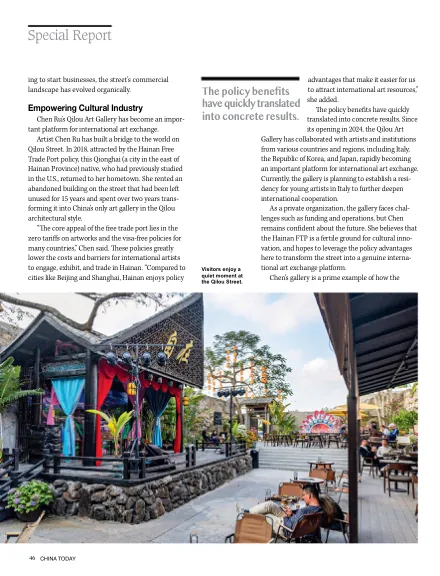 Special Report
ing to start businesses, the street's commercial
landscape has evolved organically.
Empowering Cultural Industry
Chen Ru's Qilou Art Gallery has become an impor-
tant platform for international art exchange.
Artist Chen Ru has built a bridge to the world on
Qilou Street. In 2018, attracted by the Hainan Free
Trade Port policy, this Qionghai (a city in the east of
Hainan Province) native, who had previously studied
in the U.S., returned to her hometown. She rented an
abandoned building on the street that had been left
unused for 15 years and spent over two years trans-
forming it into China's only art gallery in the Qilou
architectural style.
"The core appeal of the free trade port lies in the
zero tariffs on artworks and the visa-free policies for
many countries," Chen said. These policies greatly
lower the costs and barriers for international artists
to engage, exhibit, and trade in Hainan. "Compared to
cities like Beijing and Shanghai, Hainan enjoys policy
The policy benefits
have quickly translated
into concrete results.
Visitors enjoy a
quiet moment at
the Qilou Street.
advantages that make it easier for us
to attract international art resources,"
she added.
The policy benefits have quickly
translated into concrete results. Since
its opening in 2024, the Qilou Art
Gallery has collaborated with artists and institutions
from various countries and regions, including Italy,
the Republic of Korea, and Japan, rapidly becoming
an important platform for international art exchange.
Currently, the gallery is planning to establish a resi-
dency for young artists in Italy to further deepen
international cooperation.
As a private organization, the gallery faces chal-
lenges such as funding and operations, but Chen
remains confident about the future. She believes that
the Hainan FTP is a fertile ground for cultural inno-
vation, and hopes to leverage the policy advantages
here to transform the street into a genuine interna-
tional art exchange platform.
Chen's gallery is a prime example of how the
46 CHINA TODAY